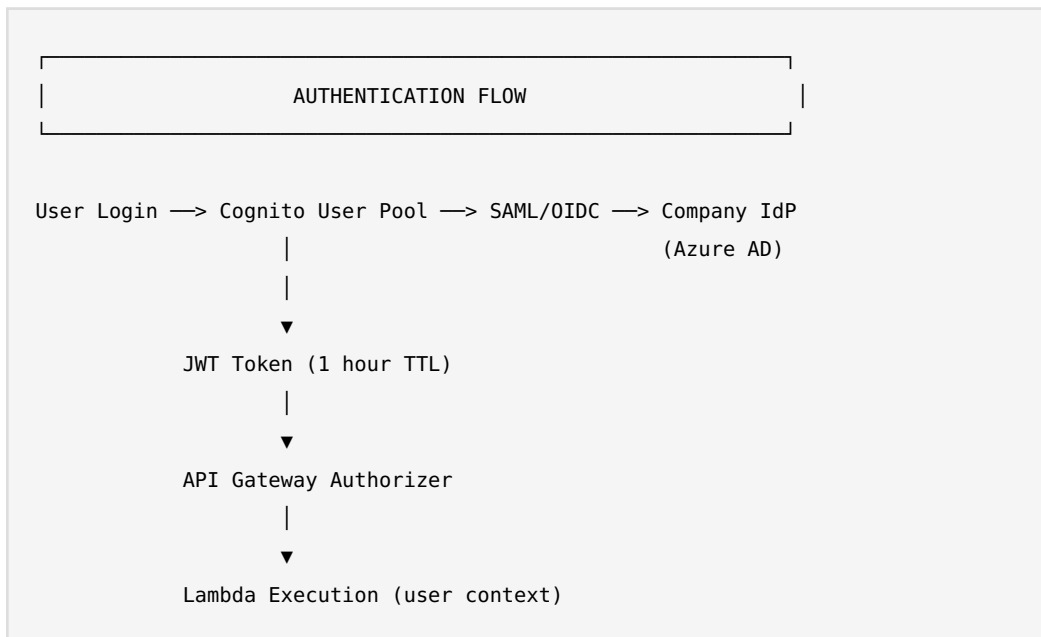 AUTHENTICATION FLOW
User Login ──> Cognito User Pool ──> SAML/OIDC ──> Company IdP
(Azure AD)
JWT Token (1 hour TTL)
API Gateway Authorizer
Lambda Execution (user context)